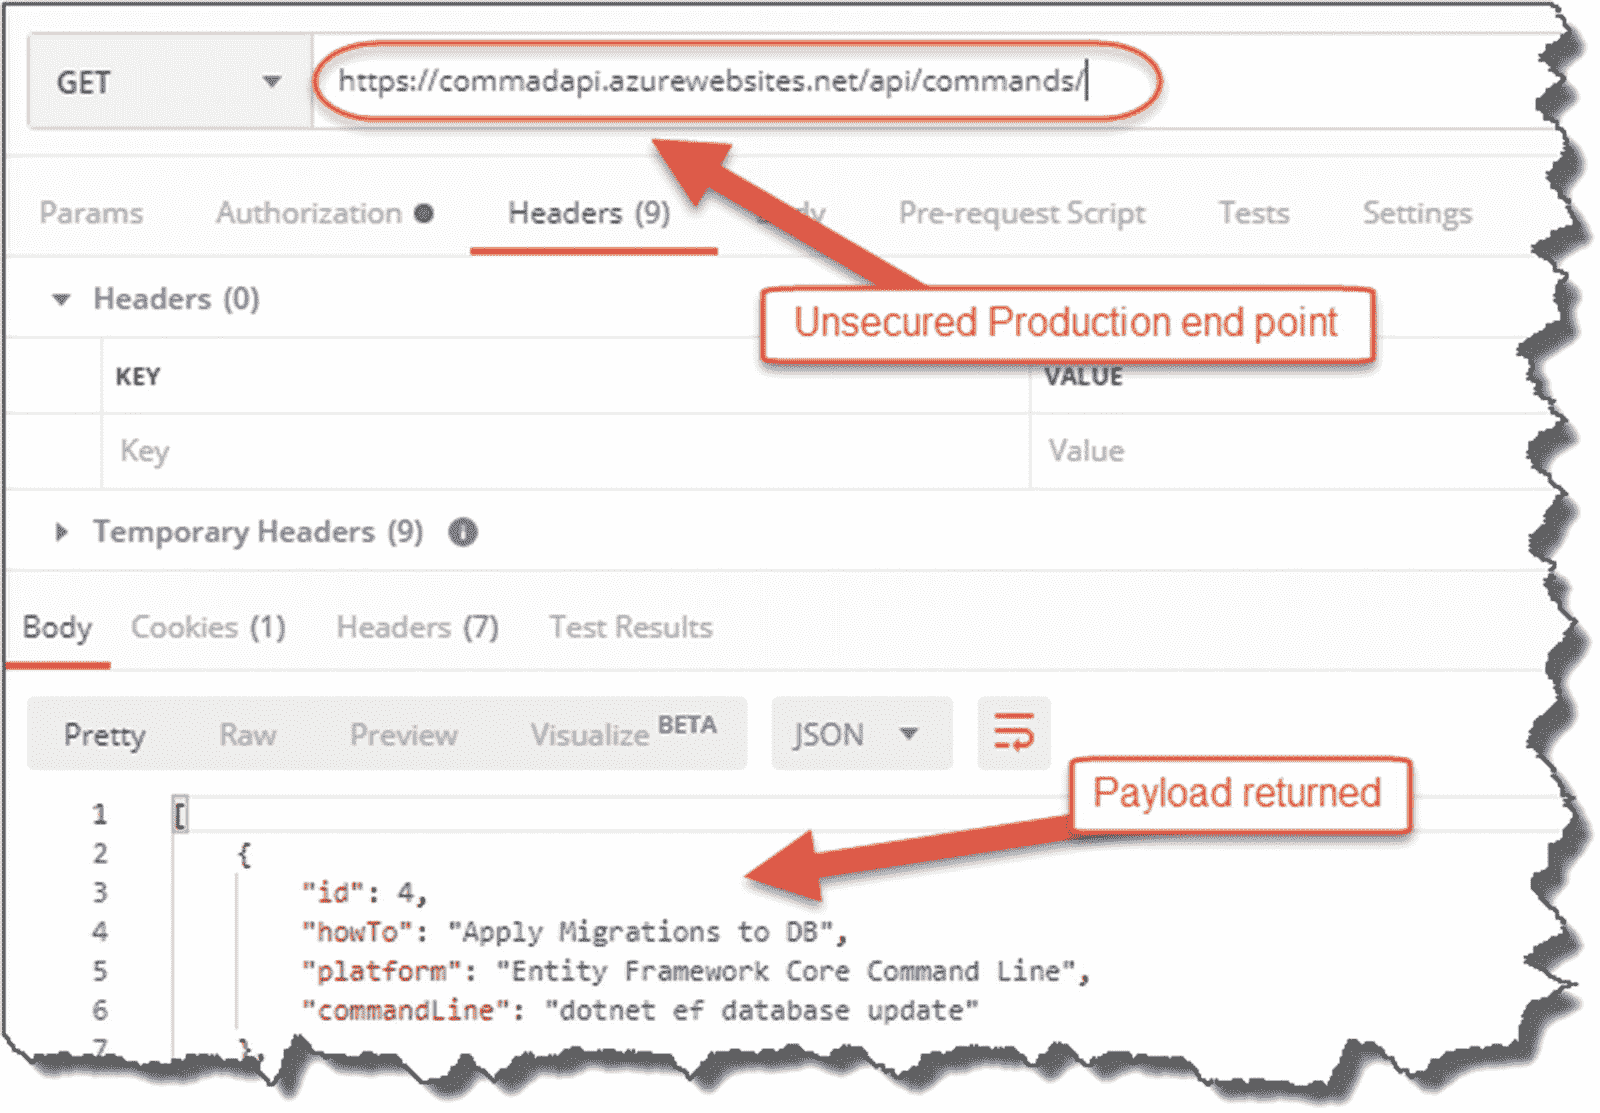 GET https://commadapi.azurewebsites.net/api/commands/
Params Authorization Headers (9) Pre-request Script Tests Settings
Headers (0)
Unsecured Production end point
KEY VALUE
Key Value
Temporary Headers (9) i
Body Cookies (1) Headers (7) Test Results
Pretty Raw Preview Visualize BETA JSON
Payload returned
1 [
2 {
3 "id": 4,
4 "howTo": "Apply Migrations to DB",
5 "platform": "Entity Framework Core Command Line",
6 "commandLine": "dotnet ef database update"
7 },